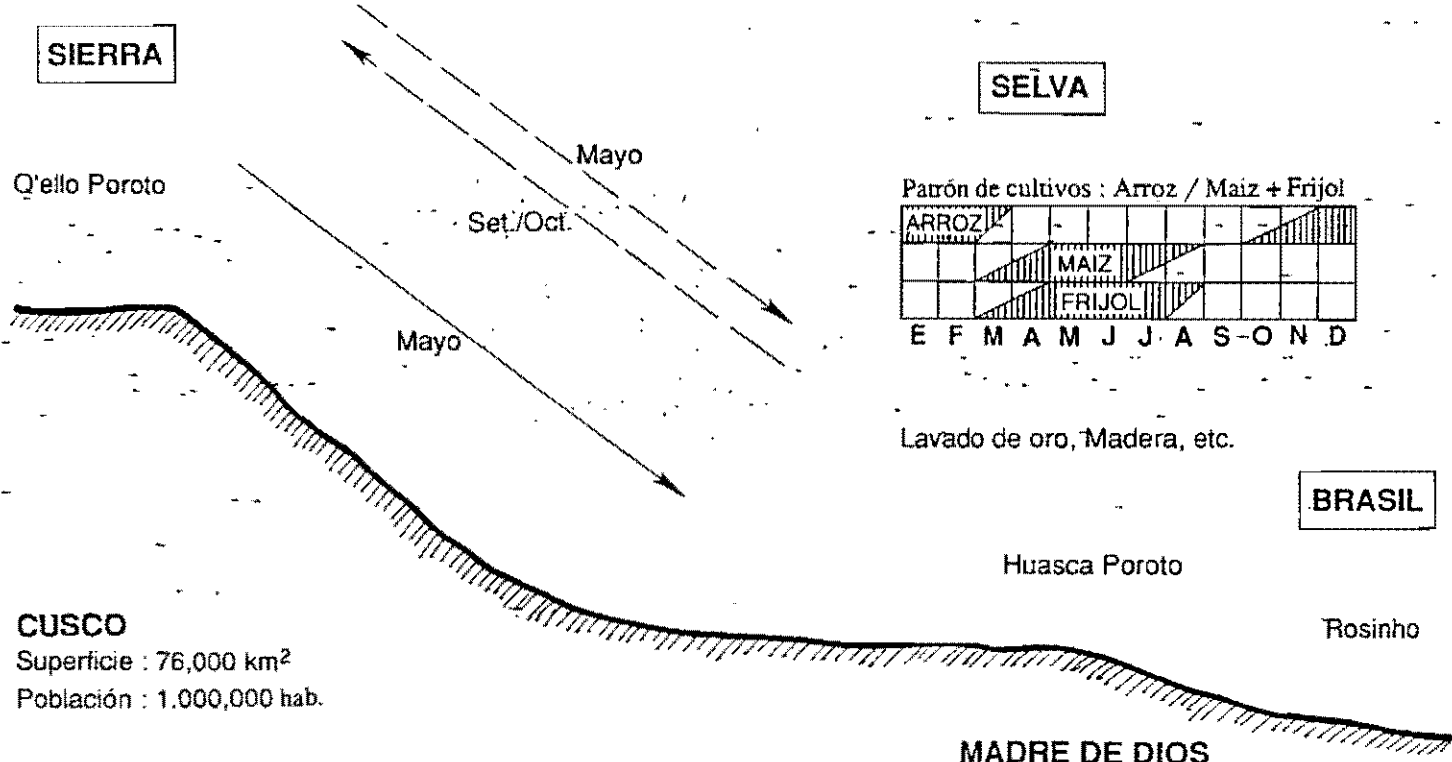 SIERRA
SELVA
Mayo
Q'ello Poroto
Set./Oct.
Patrón de cultivos : Arroz / Maiz + Frijol
ARROZ
MAIZ
FRIJOL
E F M A M J J A S O N D
Mayo
Lavado de oro, Madera, etc.
BRASIL
Huasca Poroto
Rosinho
CUSCO
Superficie : 76,000 km²
Población : 1.000,000 hab.
MADRE DE DIOS